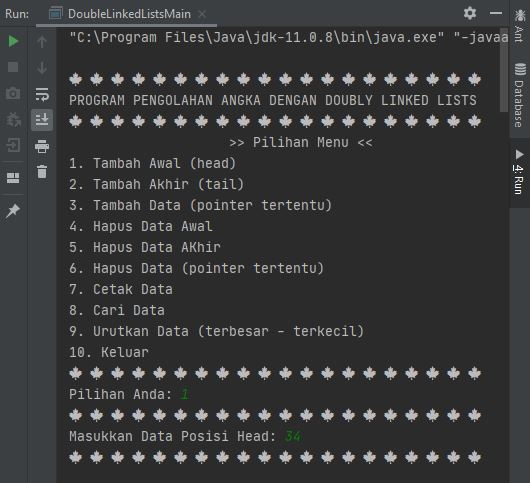 Run: DoubleLinkedListsMain ×
"C:\Program Files\Java\jdk-11.0.8\bin\java.exe" "-javaa
🍁 🍁 🍁 🍁 🍁 🍁 🍁 🍁 🍁 🍁 🍁 🍁 🍁 🍁 🍁 🍁 🍁 🍁 🍁 🍁
PROGRAM PENGOLAHAN ANGKA DENGAN DOUBLY LINKED LISTS
🍁 🍁 🍁 🍁 🍁 🍁 🍁 🍁 🍁 🍁 🍁 🍁 🍁 🍁 🍁 🍁 🍁 🍁 🍁 🍁
>> Pilihan Menu <<
1. Tambah Awal (head)
2. Tambah Akhir (tail)
3. Tambah Data (pointer tertentu)
4. Hapus Data Awal
5. Hapus Data AKhir
6. Hapus Data (pointer tertentu)
7. Cetak Data
8. Cari Data
9. Urutkan Data (terbesar - terkecil)
10. Keluar
🍁 🍁 🍁 🍁 🍁 🍁 🍁 🍁 🍁 🍁 🍁 🍁 🍁 🍁 🍁 🍁 🍁 🍁 🍁 🍁
Pilihan Anda: 1
🍁 🍁 🍁 🍁 🍁 🍁 🍁 🍁 🍁 🍁 🍁 🍁 🍁 🍁 🍁 🍁 🍁 🍁 🍁 🍁
Masukkan Data Posisi Head: 34
🍁 🍁 🍁 🍁 🍁 🍁 🍁 🍁 🍁 🍁 🍁 🍁 🍁 🍁 🍁 🍁 🍁 🍁 🍁 🍁
Ant
Database
4: Run